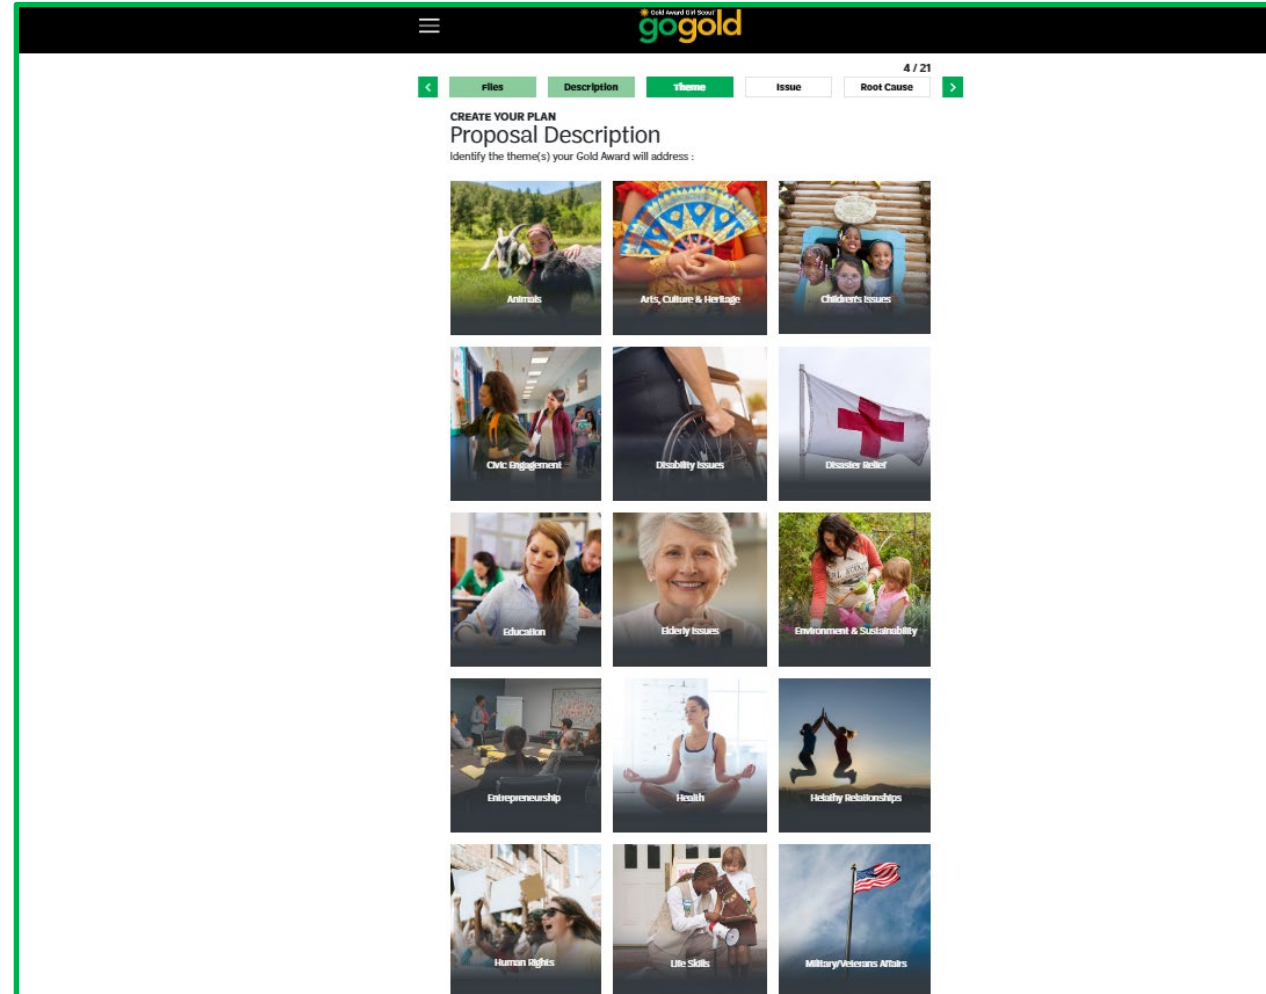 Gold Award Girl Scout
gogold
4 / 21
< Files Description Theme Issue Root Cause >
CREATE YOUR PLAN
Proposal Description
Identify the theme(s) your Gold Award will address :
Animals Arts, Culture & Heritage Children's Issues
Civic Engagement Disability Issues Disaster Relief
Education Elderly Issues Environment & Sustainability
Entrepreneurship Health Helathy Relationships
Human Rights Life Skills Military/Veterans Affairs